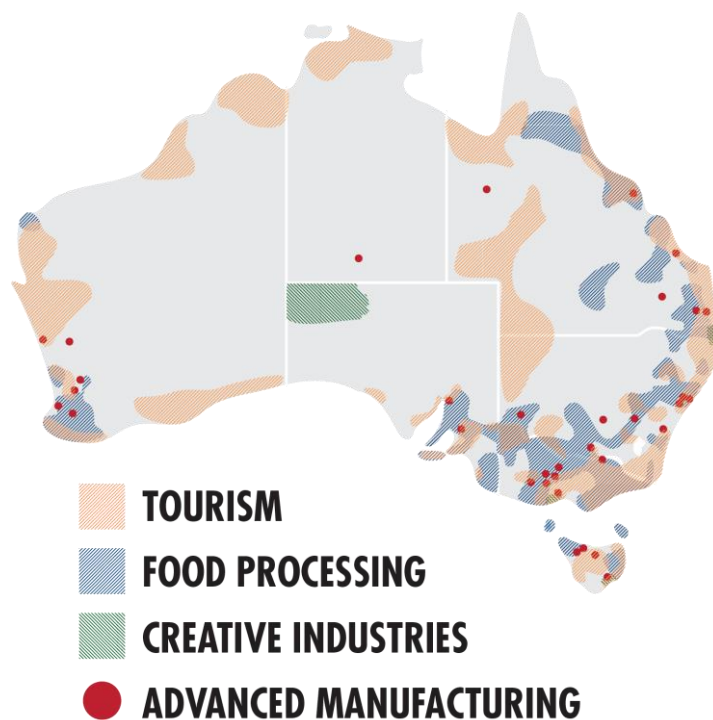 TOURISM
FOOD PROCESSING
CREATIVE INDUSTRIES
ADVANCED MANUFACTURING